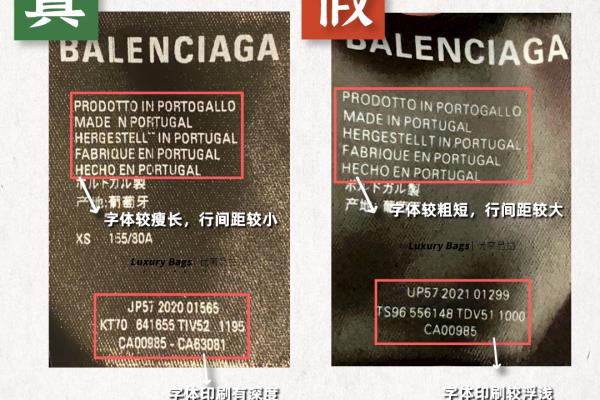 真
BALENCIAGA
PRODOTTO IN PORTOGALLO
MADE IN PORTUGAL
HERGESTELLT IN PORTUGAL
FABRIQUE EN PORTUGAL
HECHO EN PORTUGAL
ポルトガル製
产地:葡萄牙
字体较瘦长，行间距较小
XS 155/80A
Luxury Bags
JP57 2020 01565
KT70 641655 TIV52 1195
CA00985 - CA63081
字体印刷有深度
假
BALENCIAGA
PRODOTTO IN PORTOGALLO
MADE IN PORTUGAL
HERGESTELLT IN PORTUGAL
FABRIQUE EN PORTUGAL
HECHO EN PORTUGAL
ポルトガル製
产地:葡萄牙
字体较粗短，行间距较大
Luxury Bags
UP57 2021 01299
TS96 556148 TDV51 1000
CA00985
字体印刷较浮浅